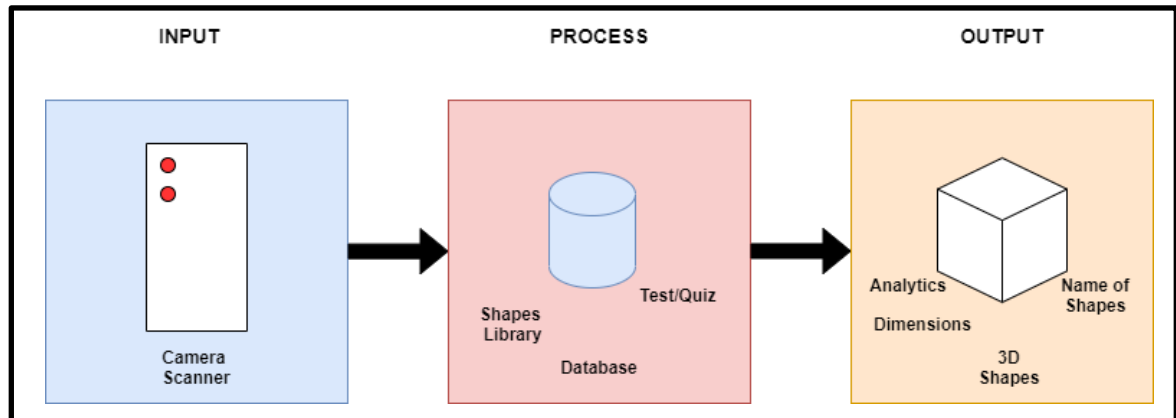 INPUT
PROCESS
OUTPUT
Camera
Scanner
Test/Quiz
Shapes
Library
Database
Analytics
Name of
Shapes
Dimensions
3D
Shapes